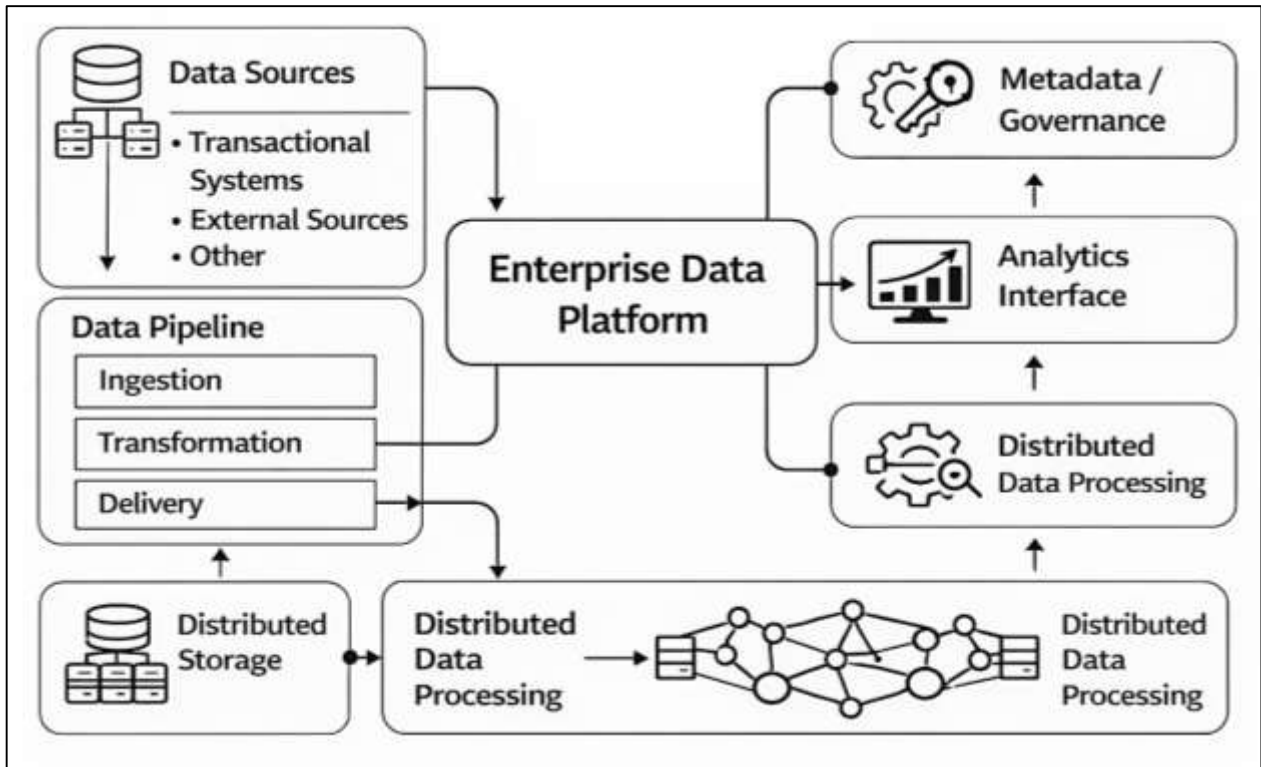 Data Sources
• Transactional
Systems
• External Sources
• Other
Data Pipeline
Ingestion
Transformation
Delivery
Distributed
Storage
Enterprise Data
Platform
Metadata /
Governance
Analytics
Interface
Distributed
Data Processing
Distributed
Data
Processing
Distributed
Data
Processing